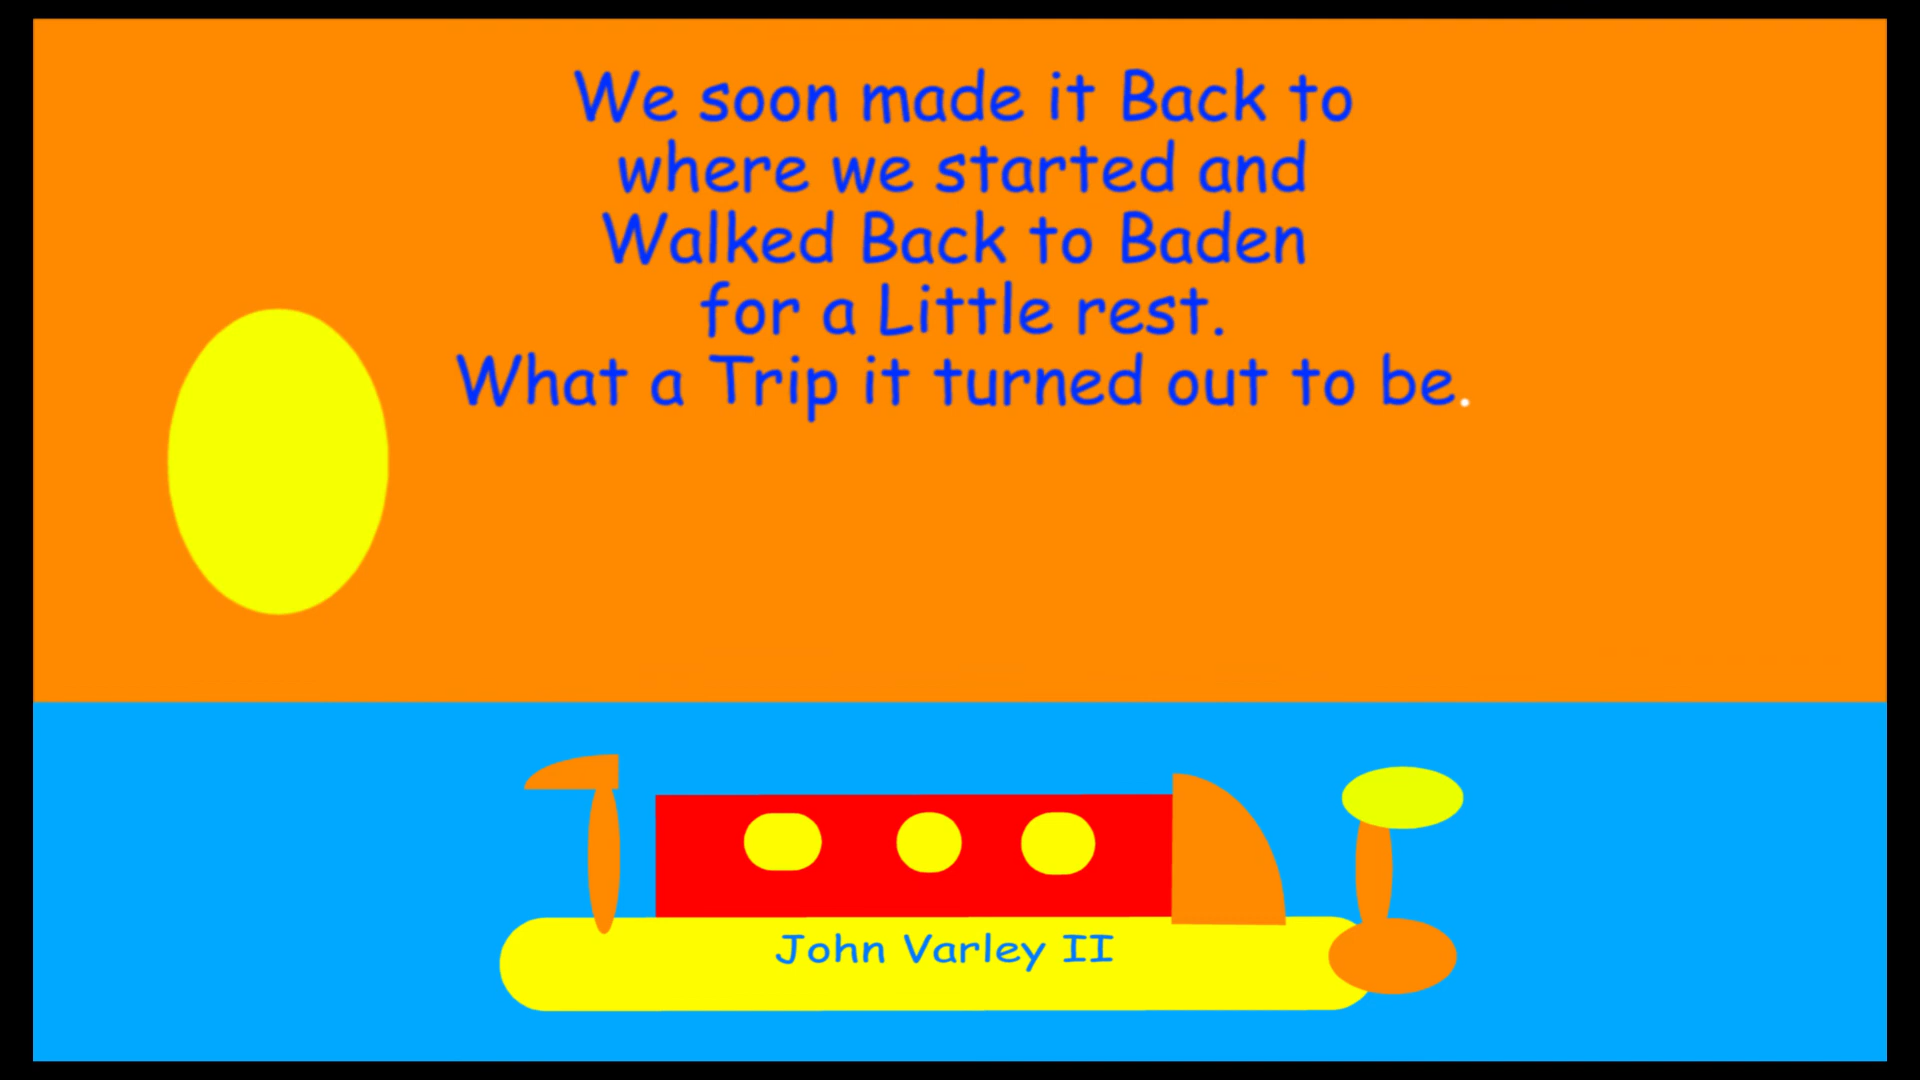 We soon made it Back to
where we started and
Walked Back to Baden
for a Little rest.
What a Trip it turned out to be.
John Varley II